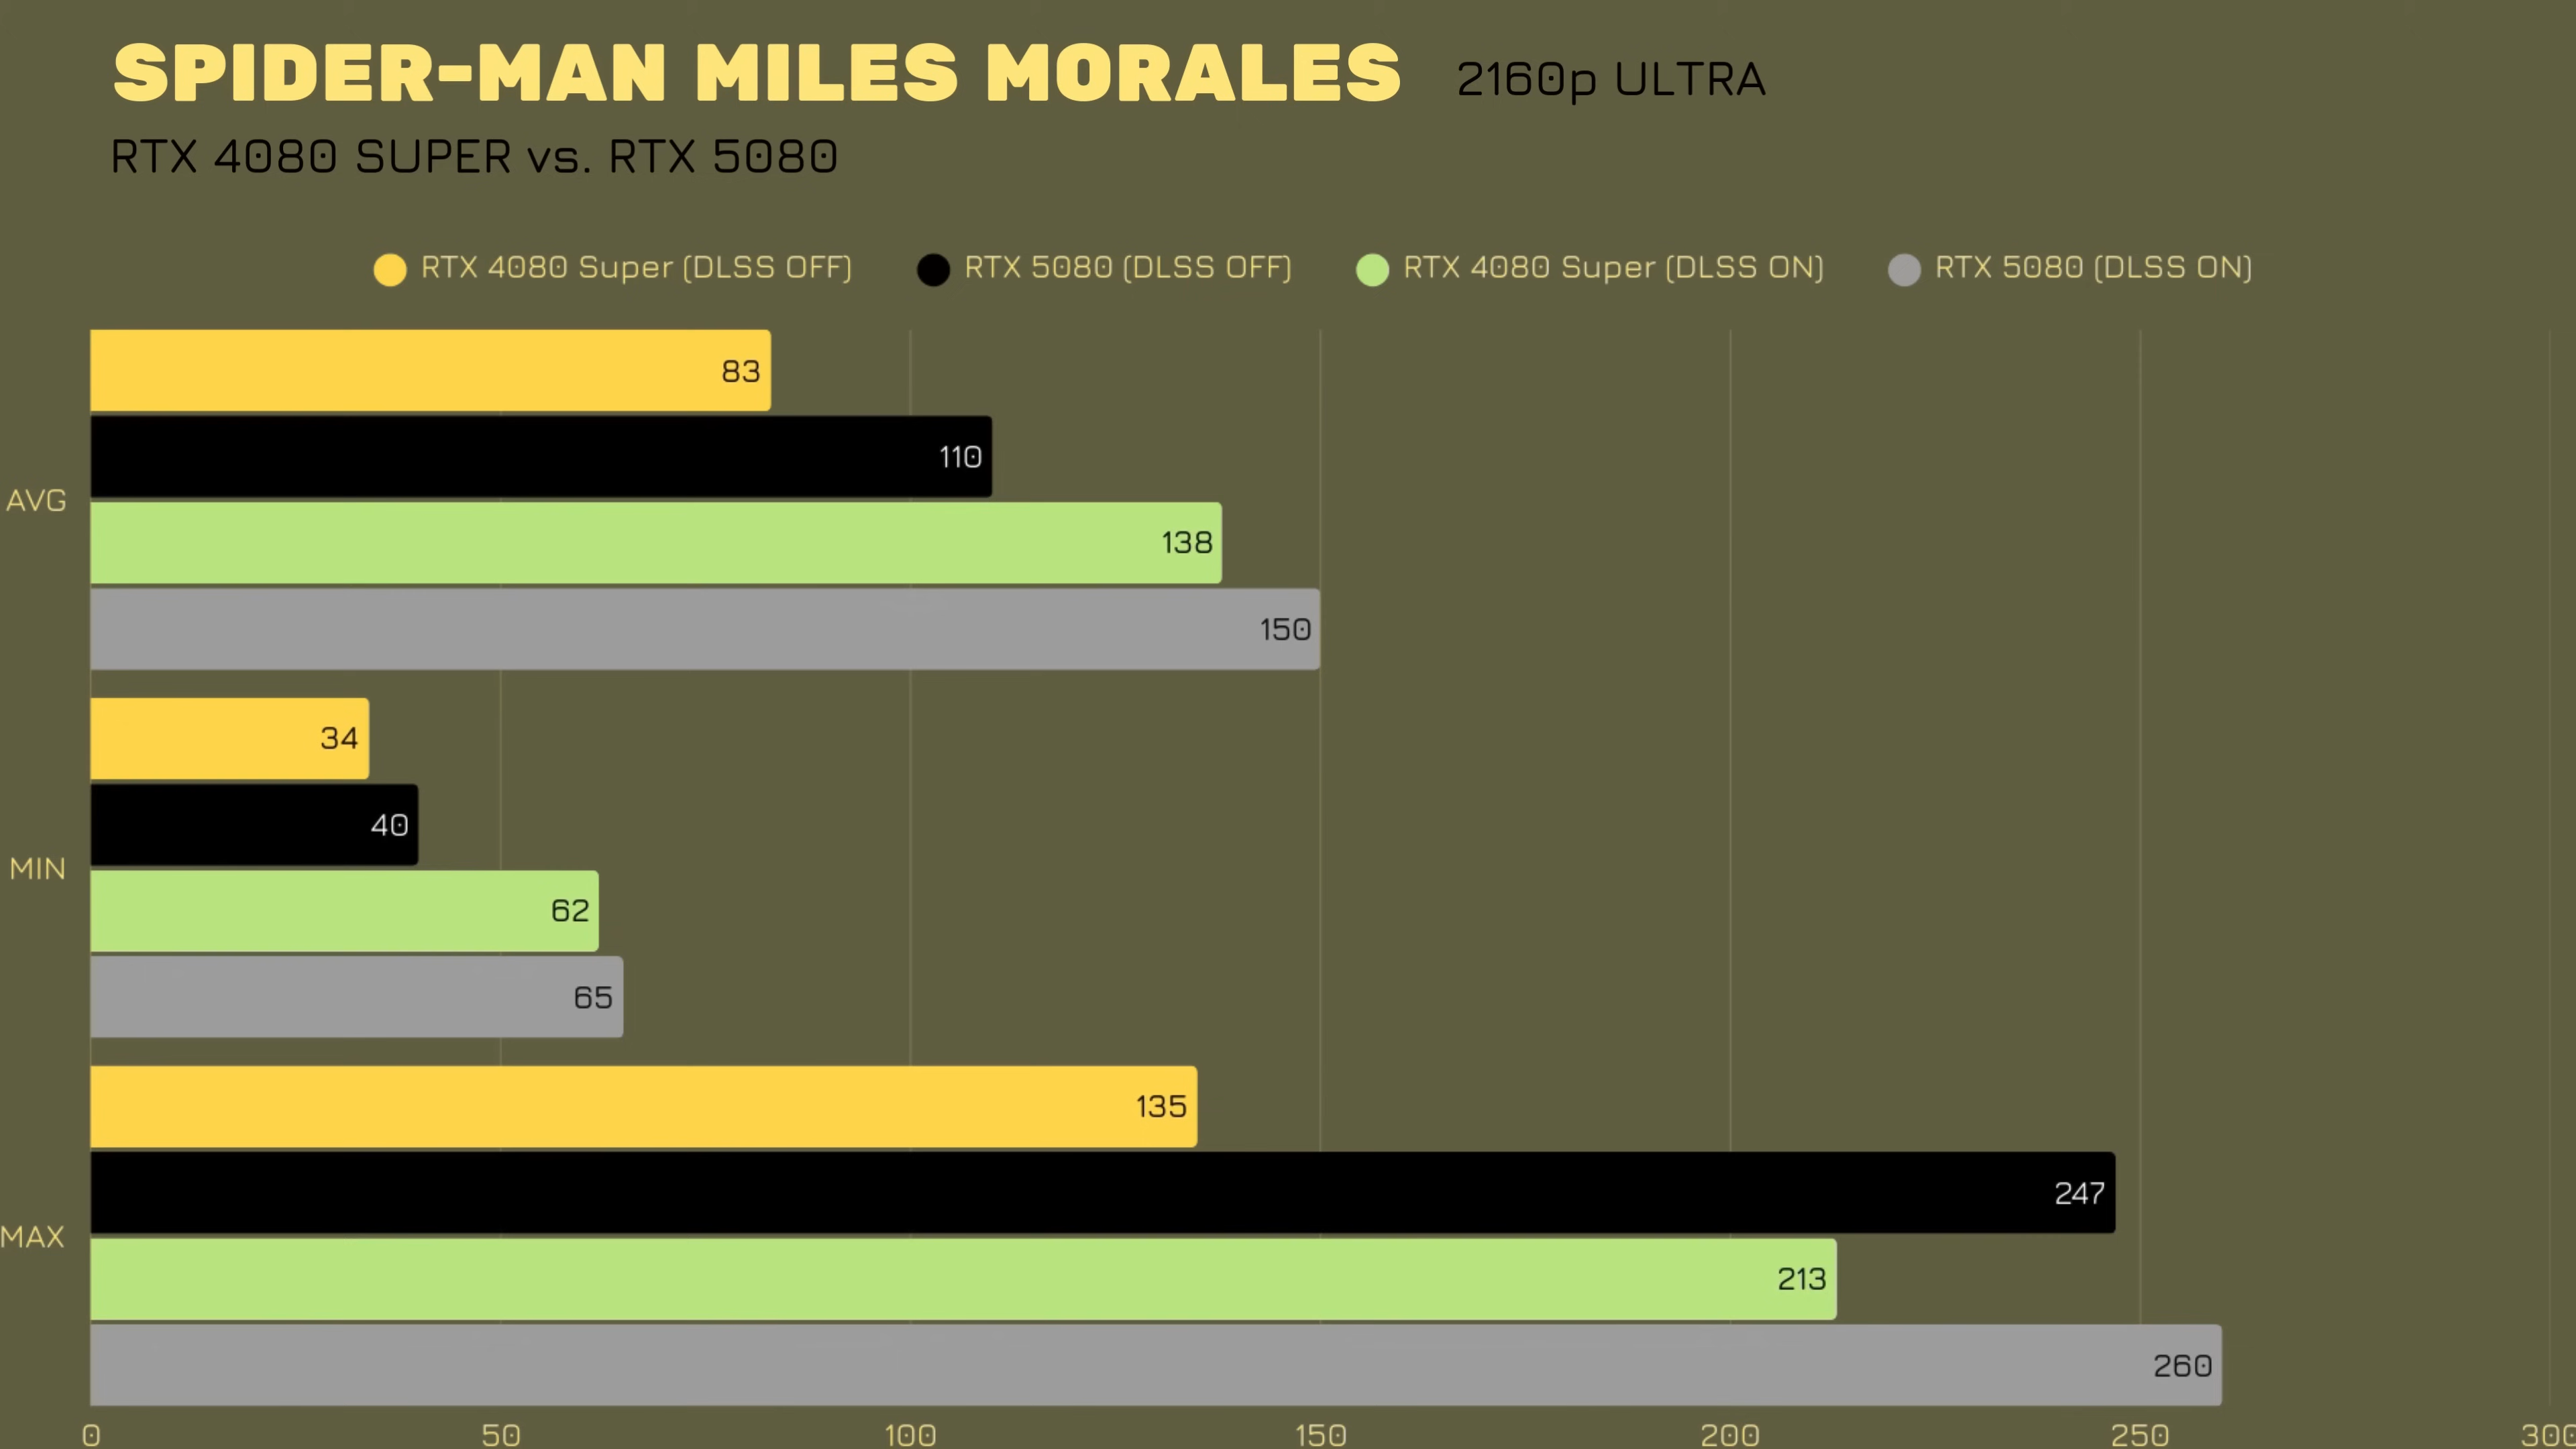 SPIDER-MAN MILES MORALES 2160p ULTRA
RTX 4080 SUPER vs. RTX 5080
RTX 4080 Super (DLSS OFF) RTX 5080 (DLSS OFF) RTX 4080 Super (DLSS ON) RTX 5080 (DLSS ON)
83
110
AVG
138
150
34
40
MIN
62
65
135
247
MAX
213
260
0 50 100 150 200 250 300